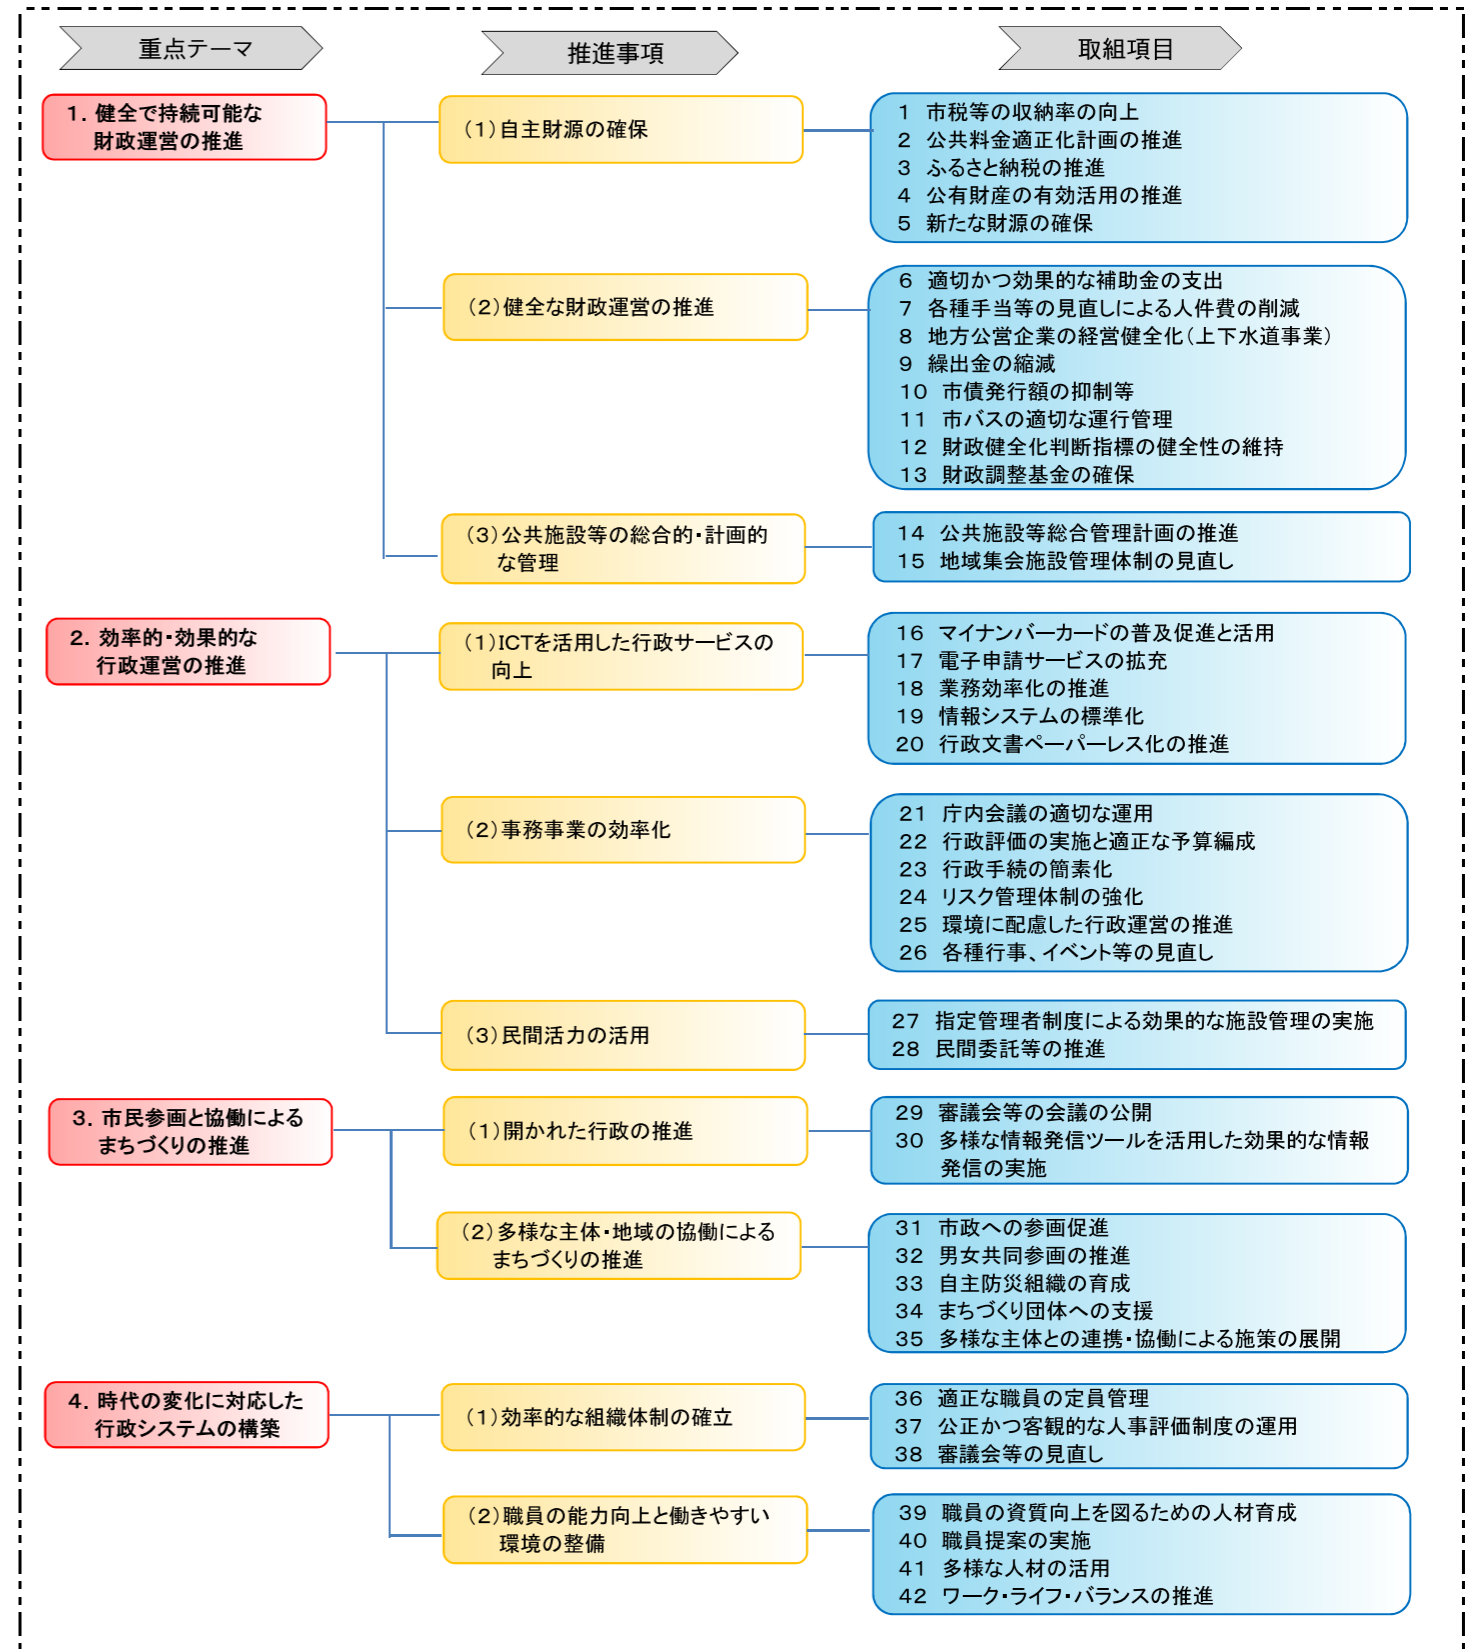 重点テーマ
推進事項
取組項目
１．健全で持続可能な
財政運営の推進
（１）自主財源の確保
１　市税等の収納率の向上
２　公共料金適正化計画の推進
３　ふるさと納税の推進
４　公有財産の有効活用の推進
５　新たな財源の確保
（２）健全な財政運営の推進
６　適切かつ効果的な補助金の支出
７　各種手当等の見直しによる人件費の削減
８　地方公営企業の経営健全化（上下水道事業）
９　繰出金の縮減
１０　市債発行額の抑制等
１１　市バスの適切な運行管理
１２　財政健全化判断指標の健全性の維持
１３　財政調整基金の確保
（３）公共施設等の総合的・計画的
な管理
１４　公共施設等総合管理計画の推進
１５　地域集会施設管理体制の見直し
２．効率的・効果的な
行政運営の推進
（１）ICTを活用した行政サービスの
向上
１６　マイナンバーカードの普及促進と活用
１７　電子申請サービスの拡充
１８　業務効率化の推進
１９　情報システムの標準化
２０　行政文書ペーパーレス化の推進
（２）事務事業の効率化
２１　庁内会議の適切な運用
２２　行政評価の実施と適正な予算編成
２３　行政手続の簡素化
２４　リスク管理体制の強化
２５　環境に配慮した行政運営の推進
２６　各種行事、イベント等の見直し
（３）民間活力の活用
２７　指定管理者制度による効果的な施設管理の実施
２８　民間委託等の推進
３．市民参画と協働による
まちづくりの推進
（１）開かれた行政の推進
２９　審議会等の会議の公開
３０　多様な情報発信ツールを活用した効果的な情報
発信の実施
（２）多様な主体・地域の協働による
まちづくりの推進
３１　市政への参画促進
３２　男女共同参画の推進
３３　自主防災組織の育成
３４　まちづくり団体への支援
３５　多様な主体との連携・協働による施策の展開
４．時代の変化に対応した
行政システムの構築
（１）効率的な組織体制の確立
３６　適正な職員の定員管理
３７　公正かつ客観的な人事評価制度の運用
３８　審議会等の見直し
（２）職員の能力向上と働きやすい
環境の整備
３９　職員の資質向上を図るための人材育成
４０　職員提案の実施
４１　多様な人材の活用
４２　ワーク・ライフ・バランスの推進